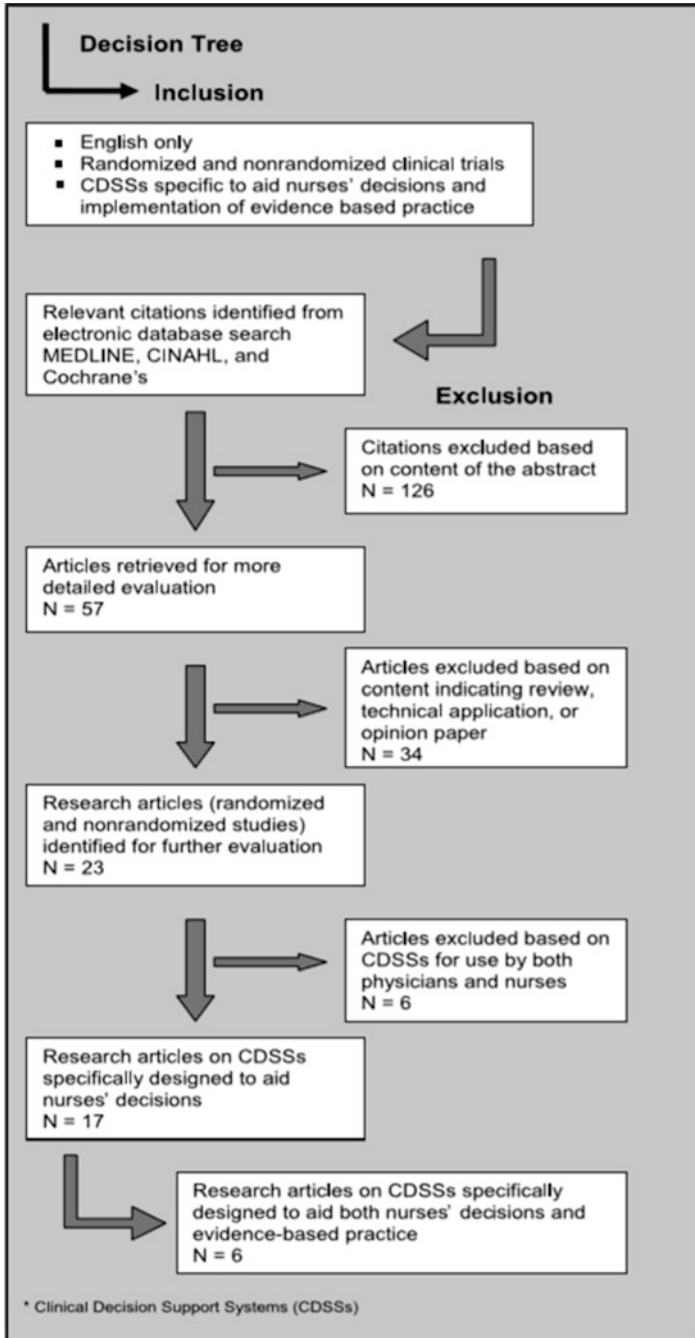 Decision Tree
Inclusion
▪ English only
▪ Randomized and nonrandomized clinical trials
▪ CDSSs specific to aid nurses' decisions and
implementation of evidence based practice
Relevant citations identified from
electronic database search
MEDLINE, CINAHL, and
Cochrane's
Exclusion
Citations excluded based
on content of the abstract
N = 126
Articles retrieved for more
detailed evaluation
N = 57
Articles excluded based on
content indicating review,
technical application, or
opinion paper
N = 34
Research articles (randomized
and nonrandomized studies)
identified for further evaluation
N = 23
Articles excluded based on
CDSSs for use by both
physicians and nurses
N = 6
Research articles on CDSSs
specifically designed to aid
nurses' decisions
N = 17
Research articles on CDSSs specifically
designed to aid both nurses' decisions and
evidence-based practice
N = 6
* Clinical Decision Support Systems (CDSSs)